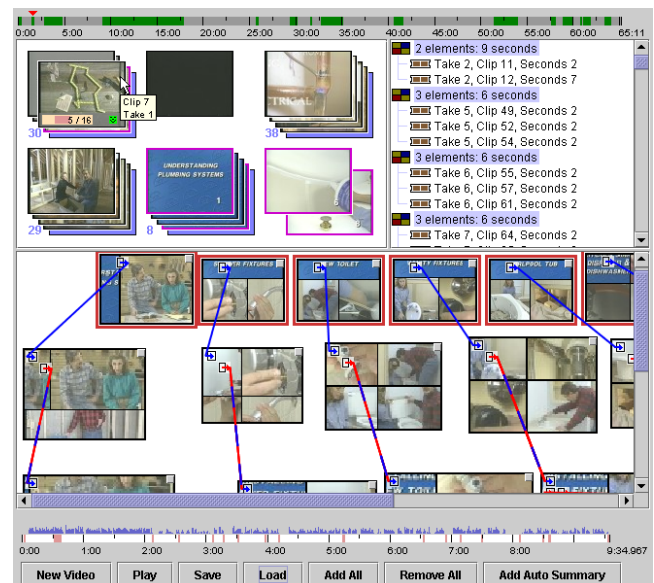 0:00 5:00 10:00 15:00 20:00 25:00 30:00 35:00 40:00 45:00 50:00 55:00 60:00 65:11
Clip 7
Take 1
5 / 16
30
TRICAL
38
29
UNDERSTANDING
PLUMBING SYSTEMS
1
8
2 elements: 9 seconds
Take 2, Clip 11, Seconds 2
Take 2, Clip 12, Seconds 7
3 elements: 6 seconds
Take 5, Clip 49, Seconds 2
Take 5, Clip 52, Seconds 2
Take 5, Clip 54, Seconds 2
3 elements: 6 seconds
Take 6, Clip 55, Seconds 2
Take 6, Clip 57, Seconds 2
Take 6, Clip 61, Seconds 2
3 elements: 6 seconds
Take 7, Clip 64, Seconds 2
FIXTURES
TOILET
FIXTURES
TUB
0:00 1:00 2:00 3:00 4:00 5:00 6:00 7:00 8:00 9:34.967
New Video Play Save Load Add All Remove All Add Auto Summary